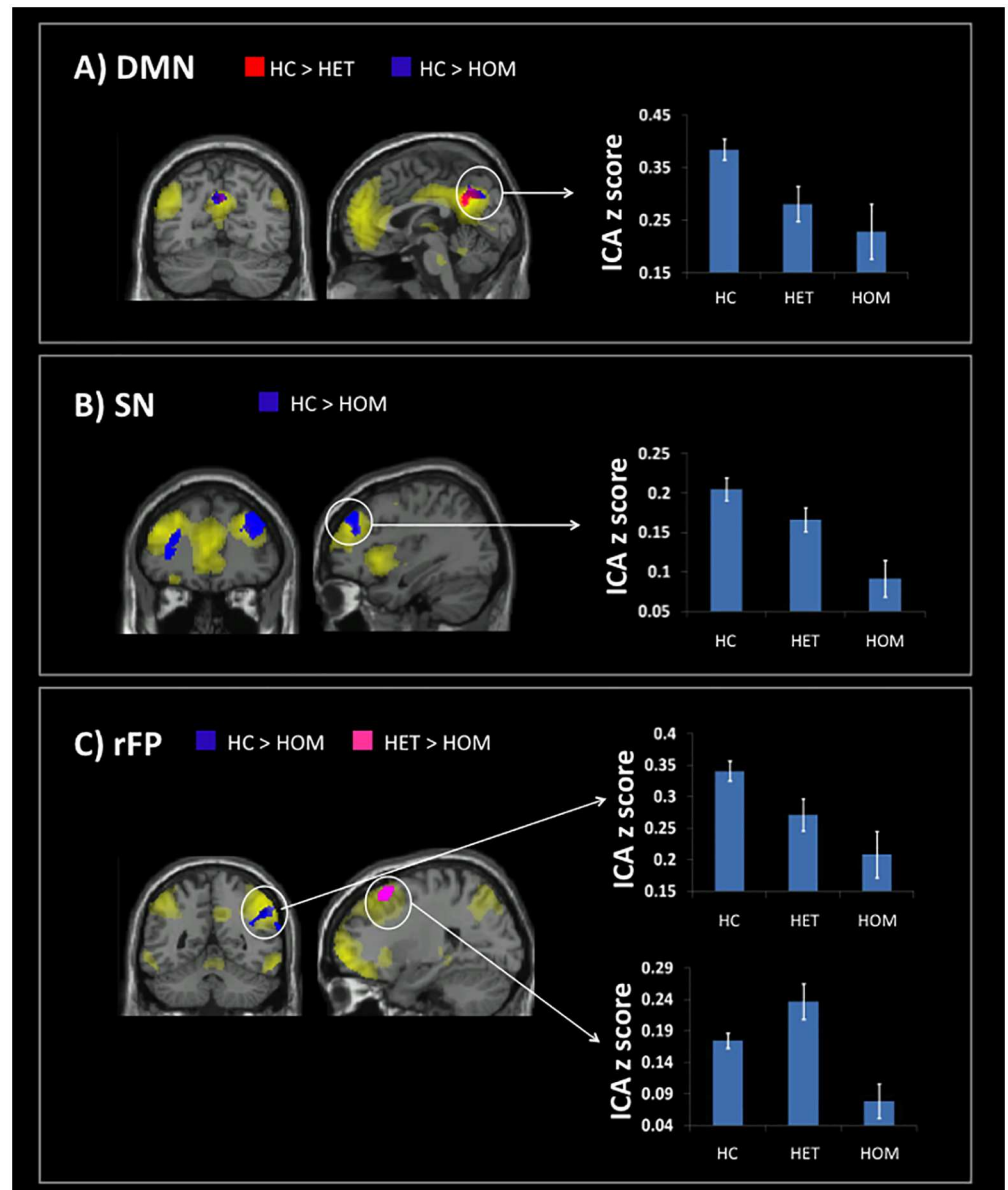 A) DMN HC > HET HC > HOM
ICA z score
0.45
0.35
0.25
0.15
HC HET HOM
B) SN HC > HOM
ICA z score
0.25
0.2
0.15
0.1
0.05
HC HET HOM
C) rFP HC > HOM HET > HOM
ICA z score
0.4
0.35
0.3
0.25
0.2
0.15
HC HET HOM
ICA z score
0.29
0.24
0.19
0.14
0.09
0.04
HC HET HOM